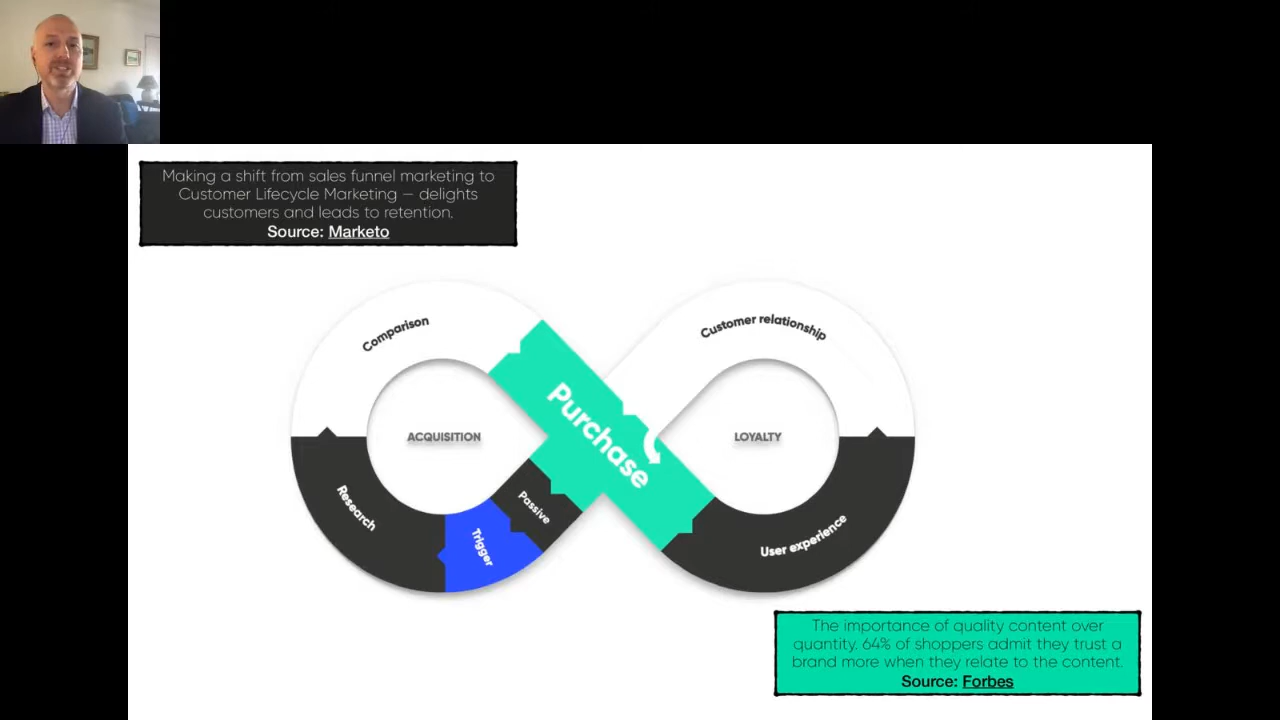 Making a shift from sales funnel marketing to
Customer Lifecycle Marketing — delights
customers and leads to retention.
Source: Marketo
Comparison
Customer relationship
Purchase
ACQUISITION
LOYALTY
Research
Passive
Trigger
User experience
The importance of quality content over
quantity. 64% of shoppers admit they trust a
brand more when they relate to the content.
Source: Forbes